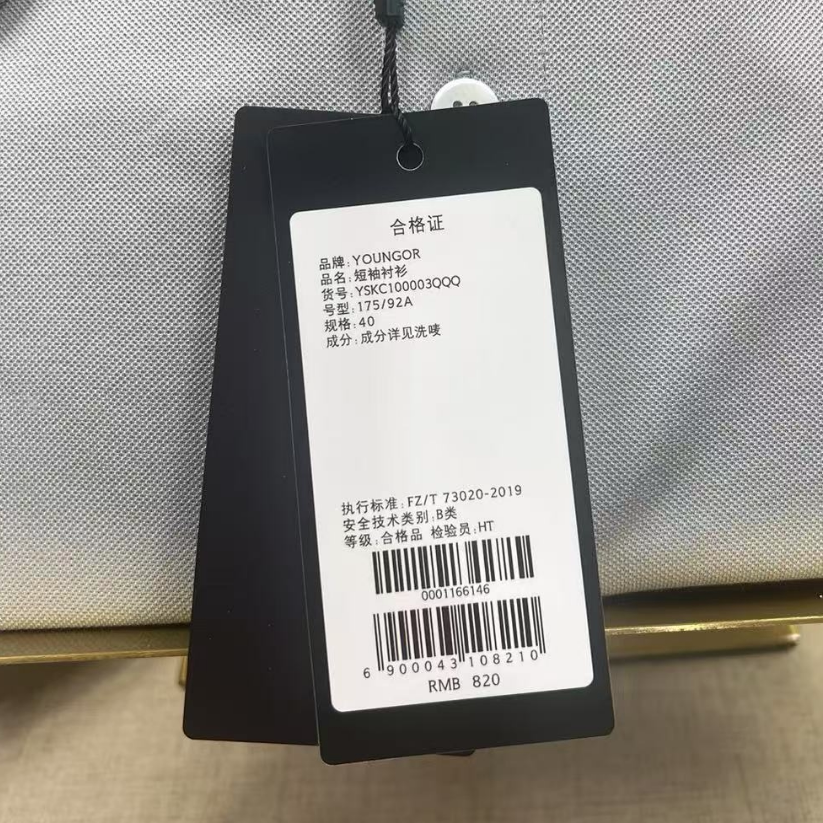 合格证
品牌:YOUNGOR
品名:短袖衬衫
货号:YSKC100003QQQ
号型:175/92A
规格:40
成分:成分详见洗唛
执行标准:FZ/T 73020-2019
安全技术类别:B类
等级:合格品 检验员:HT
0001166146
6 900043 108210
RMB 820